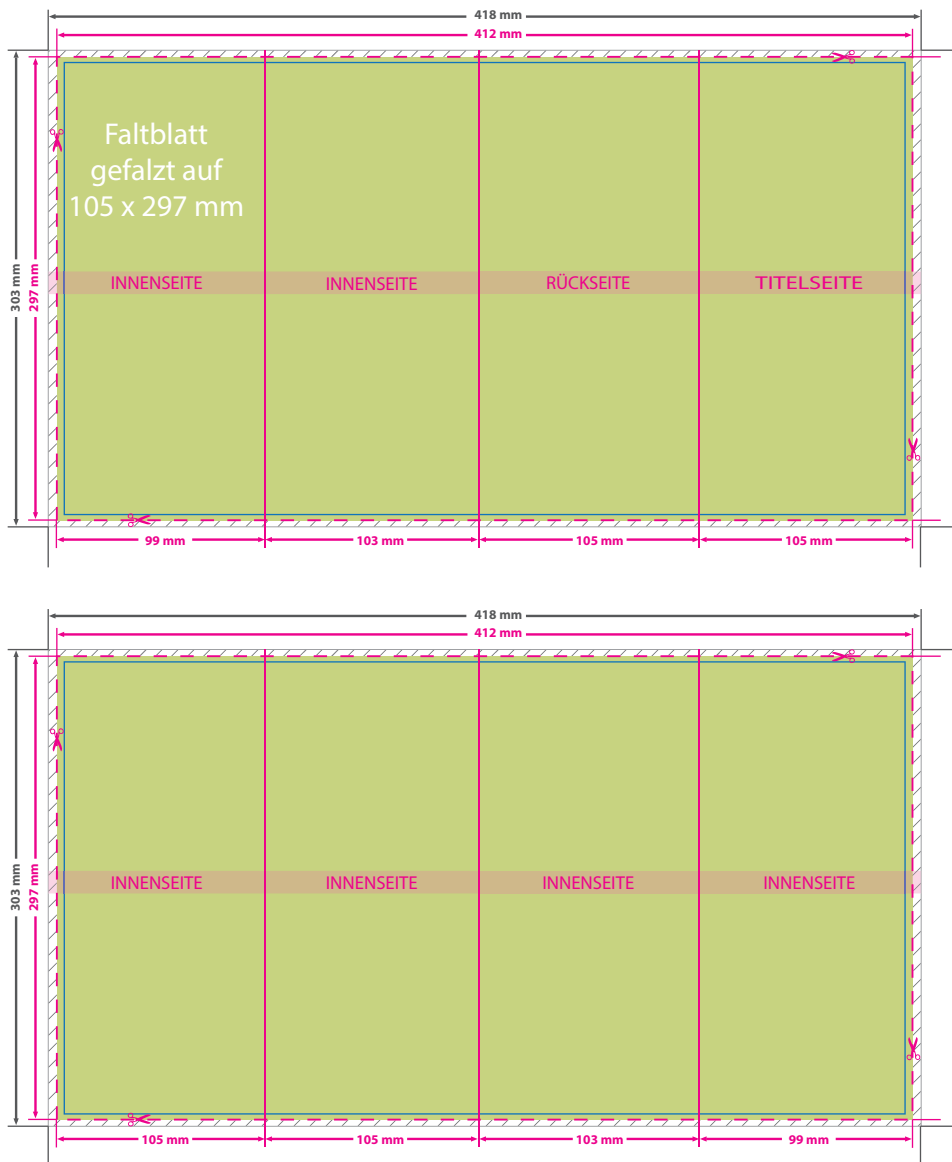 418 mm
412 mm
Faltblatt
gefalzt auf
105 x 297 mm
303 mm
297 mm
INNENSEITE INNENSEITE RÜCKSEITE TITELSEITE
99 mm 103 mm 105 mm 105 mm
418 mm
412 mm
303 mm
297 mm
INNENSEITE INNENSEITE INNENSEITE INNENSEITE
105 mm 105 mm 103 mm 99 mm